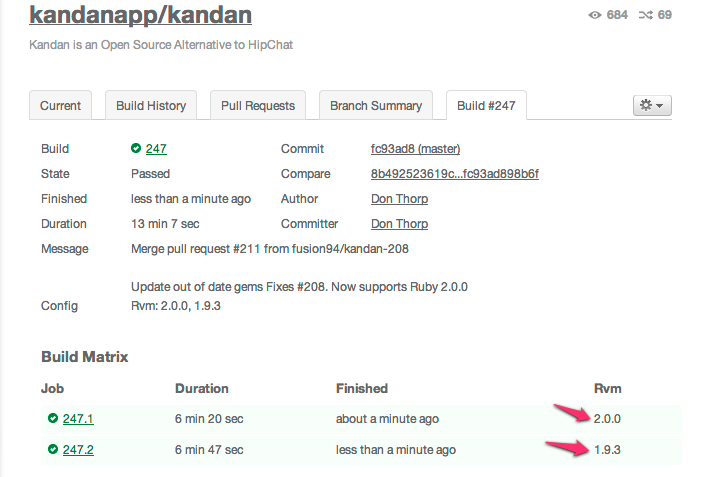 kandanapp/kandan 684 69
Kandan is an Open Source Alternative to HipChat
Current Build History Pull Requests Branch Summary Build #247
Build 247 Commit fc93ad8 (master)
State Passed Compare 8b492523619c...fc93ad898b6f
Finished less than a minute ago Author Don Thorp
Duration 13 min 7 sec Committer Don Thorp
Message Merge pull request #211 from fusion94/kandan-208
Update out of date gems Fixes #208. Now supports Ruby 2.0.0
Config Rvm: 2.0.0, 1.9.3
Build Matrix
Job Duration Finished Rvm
247.1 6 min 20 sec about a minute ago 2.0.0
247.2 6 min 47 sec less than a minute ago 1.9.3